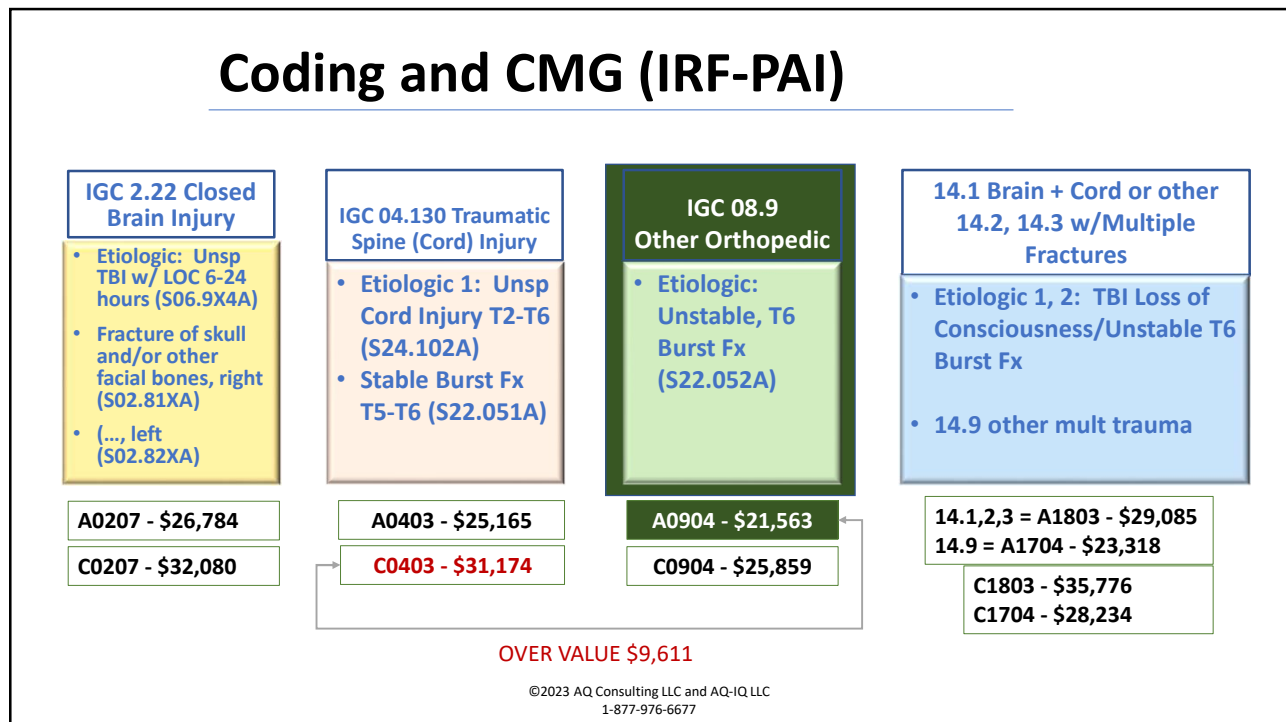 Coding and CMG (IRF-PAI)
IGC 2.22 Closed
Brain Injury
• Etiologic: Unsp
TBI w/ LOC 6-24
hours (S06.9X4A)
• Fracture of skull
and/or other
facial bones, right
(S02.81XA)
• (…, left
(S02.82XA)
A0207 - $26,784
C0207 - $32,080
IGC 04.130 Traumatic
Spine (Cord) Injury
• Etiologic 1: Unsp
Cord Injury T2-T6
(S24.102A)
• Stable Burst Fx
T5-T6 (S22.051A)
A0403 - $25,165
C0403 - $31,174
IGC 08.9
Other Orthopedic
• Etiologic:
Unstable, T6
Burst Fx
(S22.052A)
A0904 - $21,563
C0904 - $25,859
14.1 Brain + Cord or other
14.2, 14.3 w/Multiple
Fractures
• Etiologic 1, 2: TBI Loss of
Consciousness/Unstable T6
Burst Fx
• 14.9 other mult trauma
14.1,2,3 = A1803 - $29,085
14.9 = A1704 - $23,318
C1803 - $35,776
C1704 - $28,234
OVER VALUE $9,611
©2023 AQ Consulting LLC and AQ-IQ LLC
1-877-976-6677